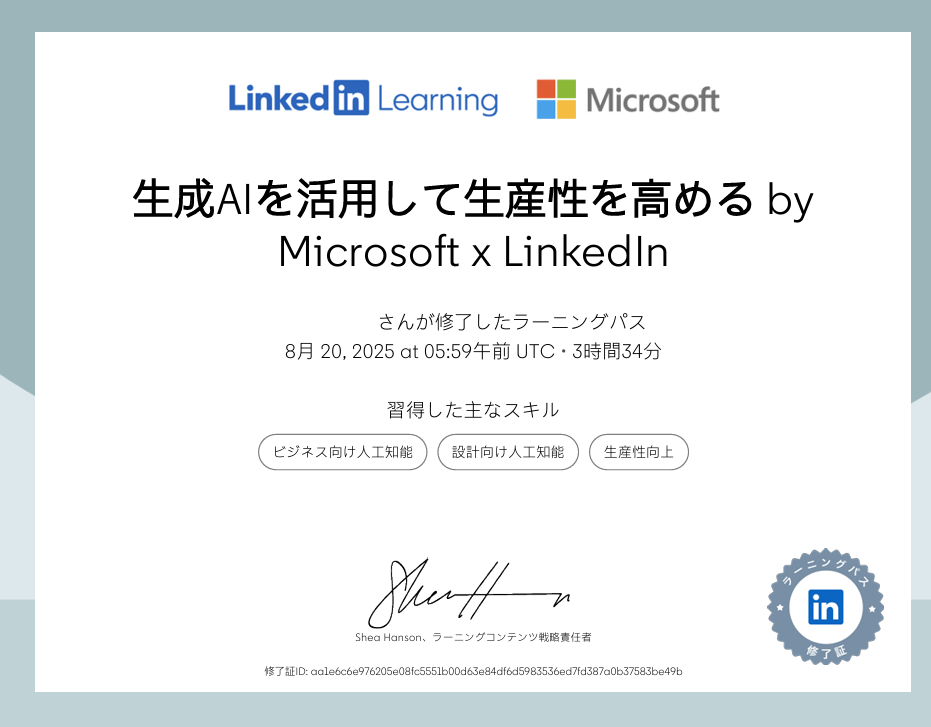 LinkedIn Learning
Microsoft
生成AIを活用して生産性を高める by
Microsoft x LinkedIn
さんが修了したラーニングパス
8月 20, 2025 at 05:59午前 UTC・3時間34分
習得した主なスキル
ビジネス向け人工知能
設計向け人工知能
生産性向上
Shea Hanson、ラーニングコンテンツ戦略責任者
ラーニングパス
in
修了証
修了証ID: aa1e6c6e976205e08fc5551b00d63e84df6d5983536ed7fd387a0b37583be49b